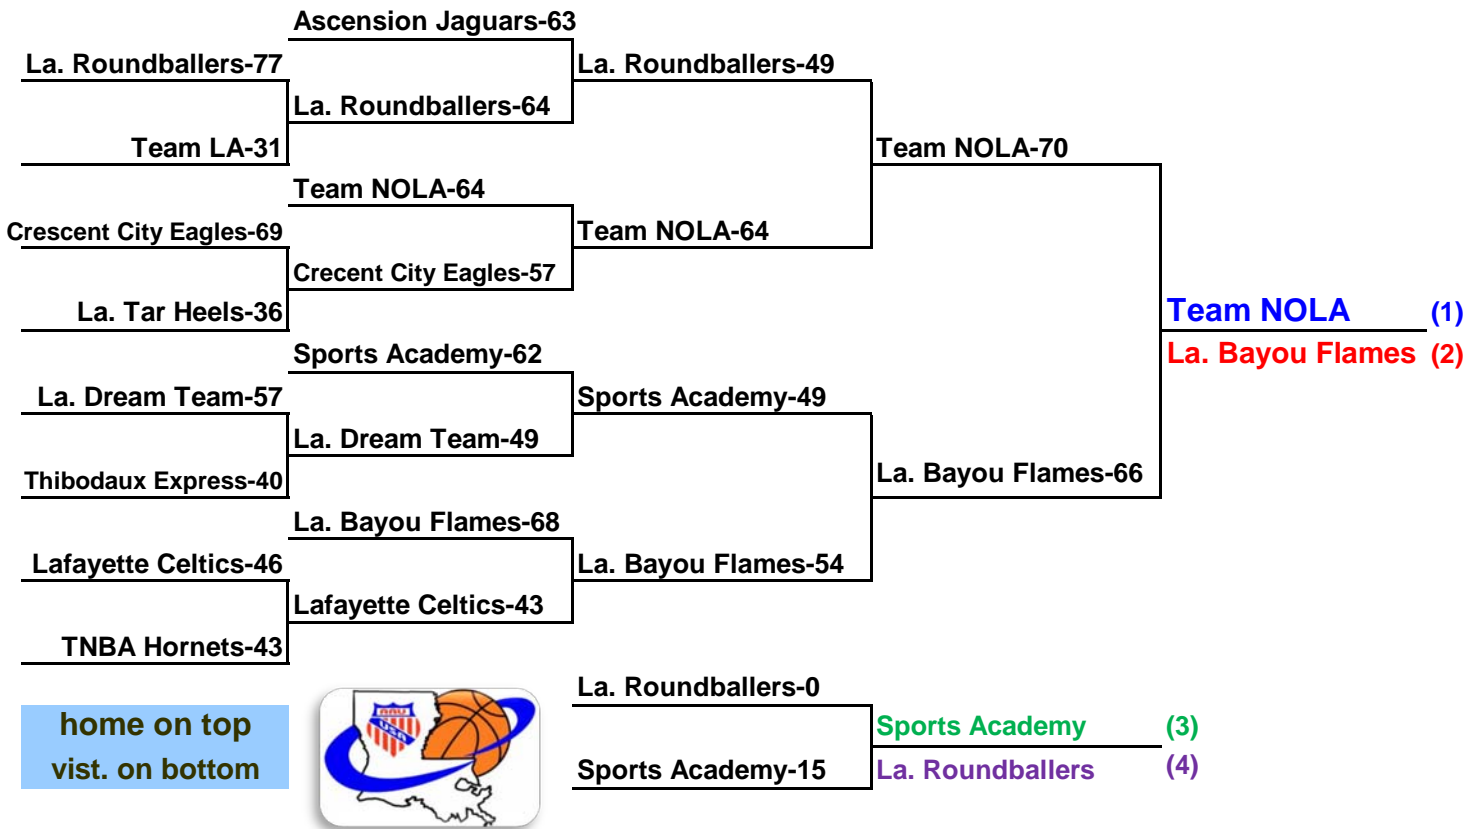 Ascension Jaguars-63
La. Roundballers-77
La. Roundballers-49
La. Roundballers-64
Team LA-31
Team NOLA-70
Team NOLA-64
Crescent City Eagles-69
Team NOLA-64
Crecent City Eagles-57
La. Tar Heels-36
Team NOLA (1)
La. Bayou Flames (2)
Sports Academy-62
La. Dream Team-57
Sports Academy-49
La. Dream Team-49
Thibodaux Express-40
La. Bayou Flames-66
La. Bayou Flames-68
Lafayette Celtics-46
La. Bayou Flames-54
Lafayette Celtics-43
TNBA Hornets-43
La. Roundballers-0
home on top
vist. on bottom
AAU
USA
Sports Academy (3)
Sports Academy-15
La. Roundballers (4)